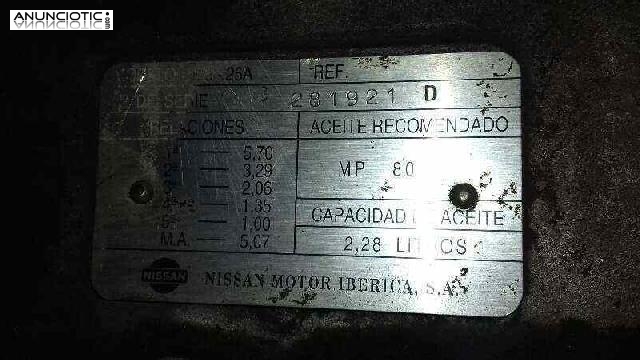 ANUNCIOTIC.com
25A REF.
281921 D
ACEITE RECOMENDADO
5,70
3,29
MP 80
2,06
1,35
CAPACIDAD ACEITE
1,00
M.A. 5,07
2,28
NISSAN NISSAN MOTOR IBERICA, S.A.